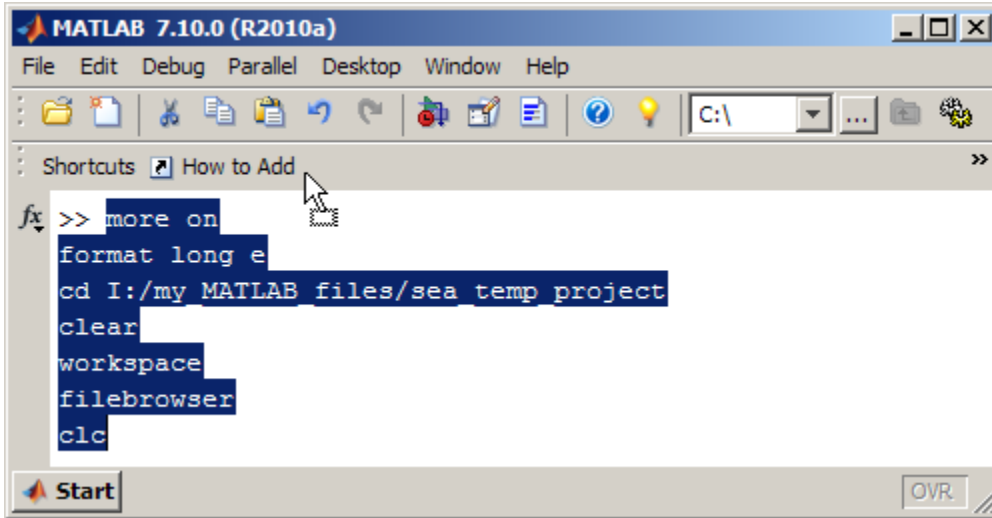 MATLAB 7.10.0 (R2010a)
File Edit Debug Parallel Desktop Window Help
C:\ ...
Shortcuts How to Add »
fx >> more on
format long e
cd I:/my_MATLAB_files/sea_temp_project
clear
workspace
filebrowser
clc
Start OVR